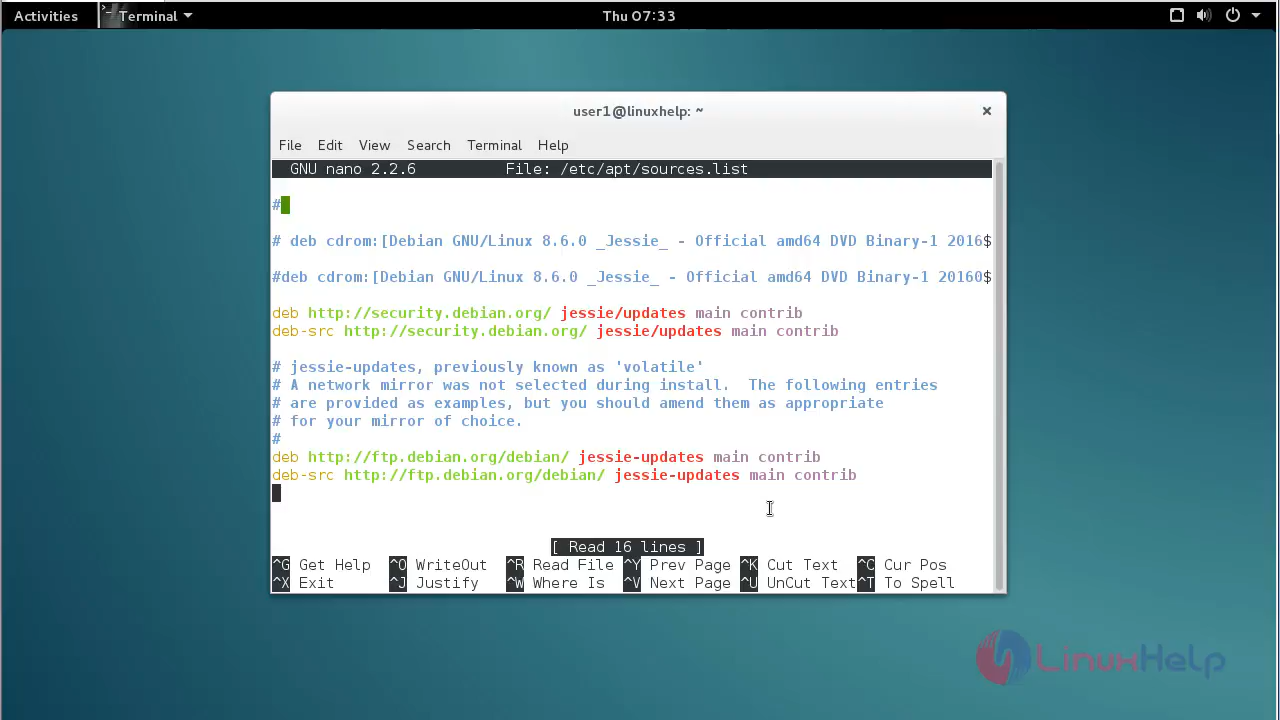 Activities Terminal Thu 07:33
user1@linuxhelp: ~
File Edit View Search Terminal Help
GNU nano 2.2.6 File: /etc/apt/sources.list
#
# deb cdrom:[Debian GNU/Linux 8.6.0 _Jessie_ - Official amd64 DVD Binary-1 2016$
#deb cdrom:[Debian GNU/Linux 8.6.0 _Jessie_ - Official amd64 DVD Binary-1 20160$
deb http://security.debian.org/ jessie/updates main contrib
deb-src http://security.debian.org/ jessie/updates main contrib
# jessie-updates, previously known as 'volatile'
# A network mirror was not selected during install.  The following entries
# are provided as examples, but you should amend them as appropriate
# for your mirror of choice.
#
deb http://ftp.debian.org/debian/ jessie-updates main contrib
deb-src http://ftp.debian.org/debian/ jessie-updates main contrib
[ Read 16 lines ]
^G Get Help ^O WriteOut ^R Read File ^Y Prev Page ^K Cut Text ^C Cur Pos
^X Exit ^J Justify ^W Where Is ^V Next Page ^U UnCut Text ^T To Spell
LinuxHelp